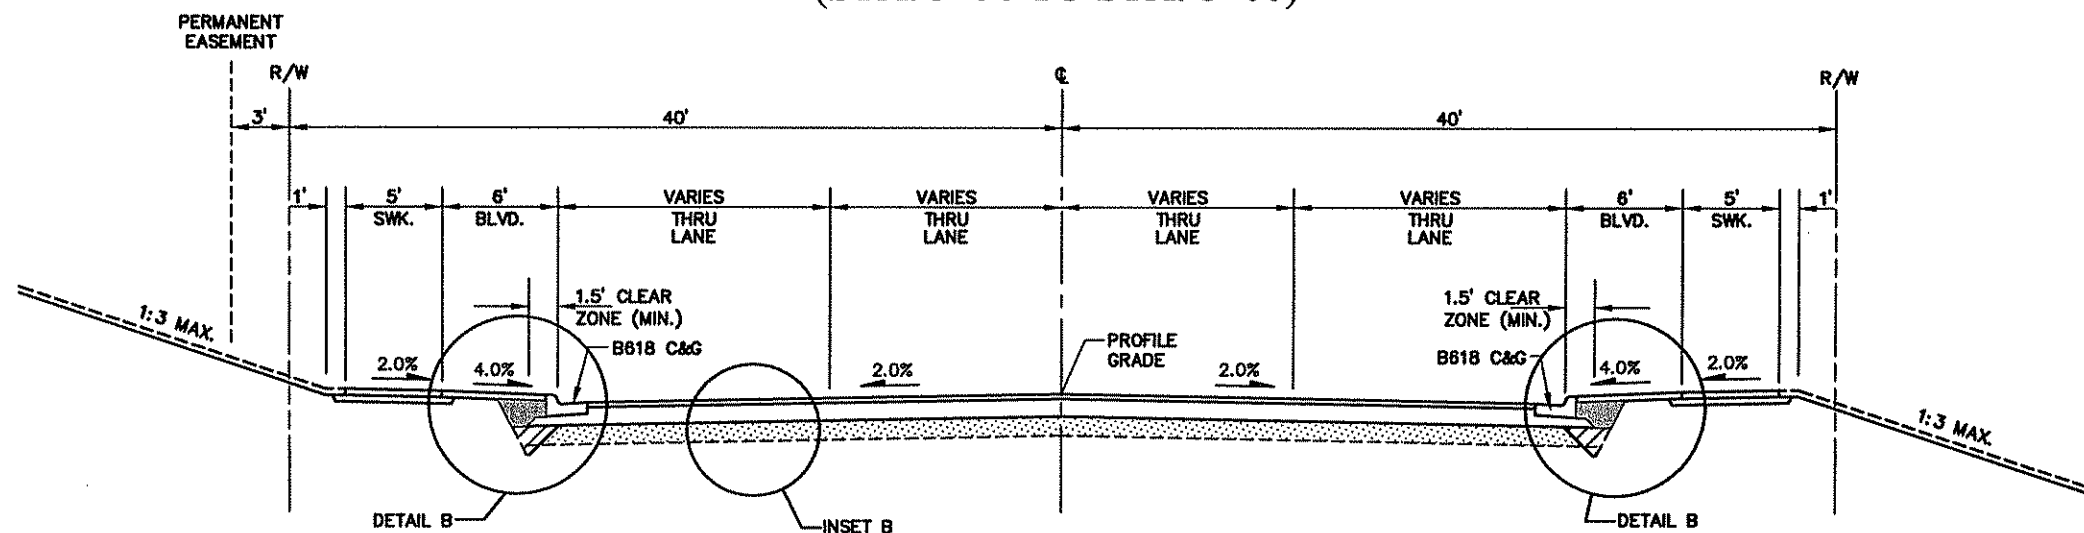 PERMANENT
EASEMENT
R/W
℄
R/W
3'
40'
40'
1'
5'
SWK.
6'
BLVD.
VARIES
THRU
LANE
VARIES
THRU
LANE
VARIES
THRU
LANE
VARIES
THRU
LANE
6'
BLVD.
5'
SWK.
1'
1.5' CLEAR
ZONE (MIN.)
1.5' CLEAR
ZONE (MIN.)
1:3 MAX.
B618 C&G
PROFILE
GRADE
B618 C&G
2.0%
4.0%
2.0%
2.0%
4.0%
2.0%
1:3 MAX.
DETAIL B
INSET B
DETAIL B